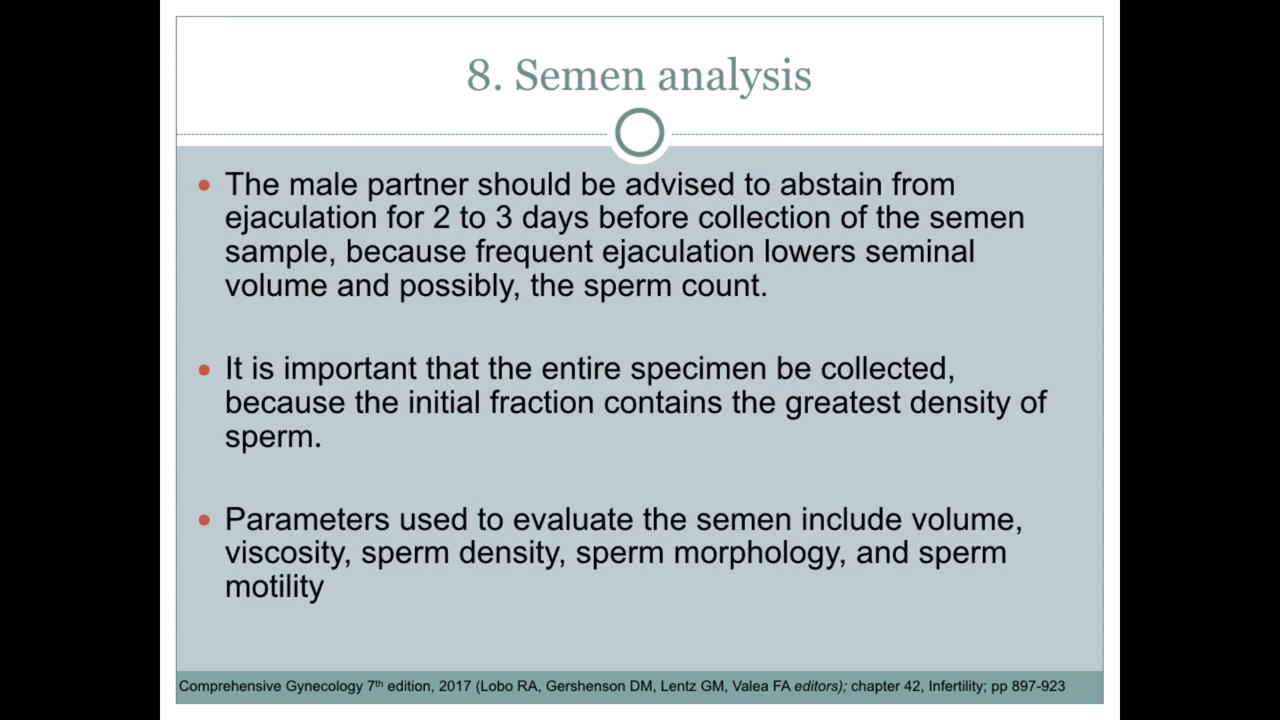 8. Semen analysis
The male partner should be advised to abstain from
ejaculation for 2 to 3 days before collection of the semen
sample, because frequent ejaculation lowers seminal
volume and possibly, the sperm count.
It is important that the entire specimen be collected,
because the initial fraction contains the greatest density of
sperm.
Parameters used to evaluate the semen include volume,
viscosity, sperm density, sperm morphology, and sperm
motility
Comprehensive Gynecology 7th edition, 2017 (Lobo RA, Gershenson DM, Lentz GM, Valea FA editors); chapter 42, Infertility; pp 897-923